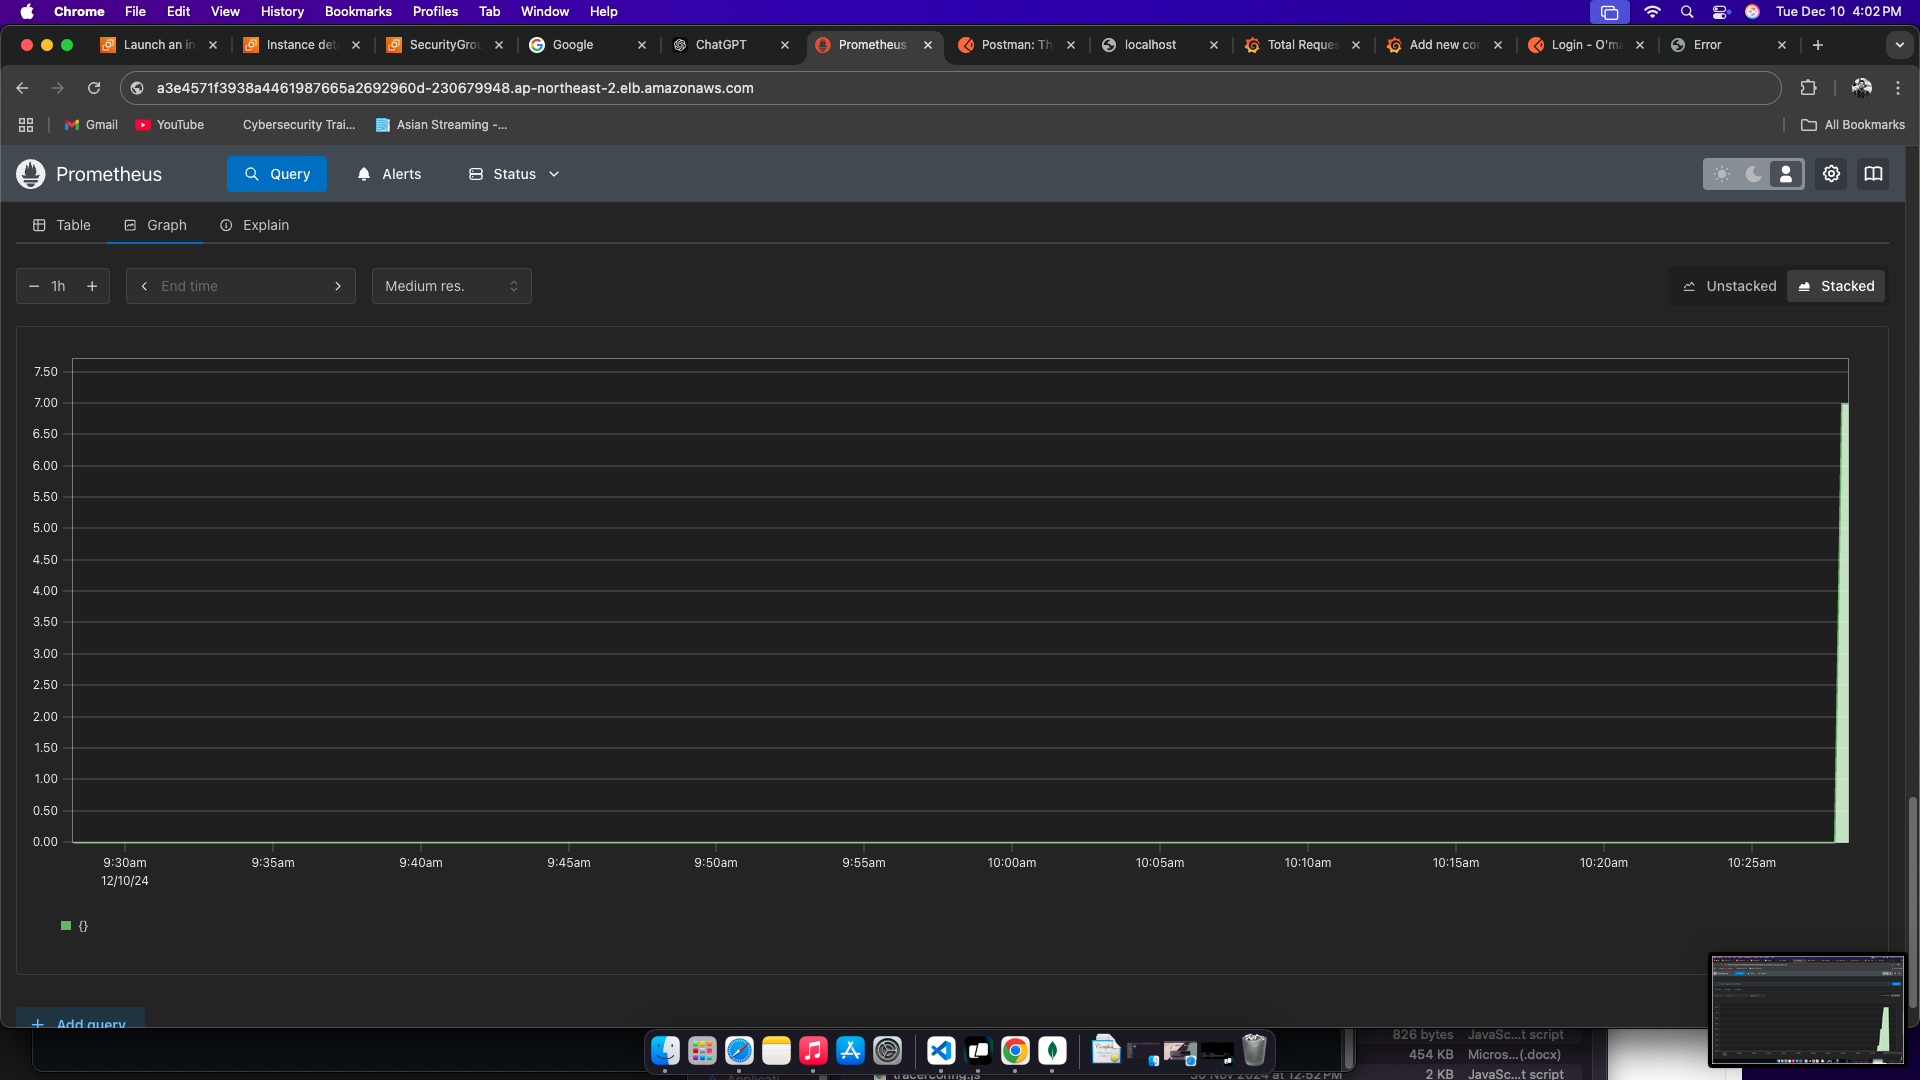 Chrome File Edit View History Bookmarks Profiles Tab Window Help Tue Dec 10 4:02 PM
Launch an in Instance det SecurityGrou Google ChatGPT Prometheus Postman: Th localhost Total Reques Add new con Login - O'ma Error
a3e4571f3938a4461987665a2692960d-230679948.ap-northeast-2.elb.amazonaws.com
Gmail YouTube Cybersecurity Trai... Asian Streaming -... All Bookmarks
Prometheus Query Alerts Status
Table Graph Explain
1h End time Medium res. Unstacked Stacked
7.50
7.00
6.50
6.00
5.50
5.00
4.50
4.00
3.50
3.00
2.50
2.00
1.50
1.00
0.50
0.00
9:30am 9:35am 9:40am 9:45am 9:50am 9:55am 10:00am 10:05am 10:10am 10:15am 10:20am 10:25am
12/10/24
{}
Add query
826 bytes JavaSc...t script
454 KB Micros...(.docx)
tracerconfig.js 30 Nov 2024 at 12:52 PM 2 KB JavaSc...t script